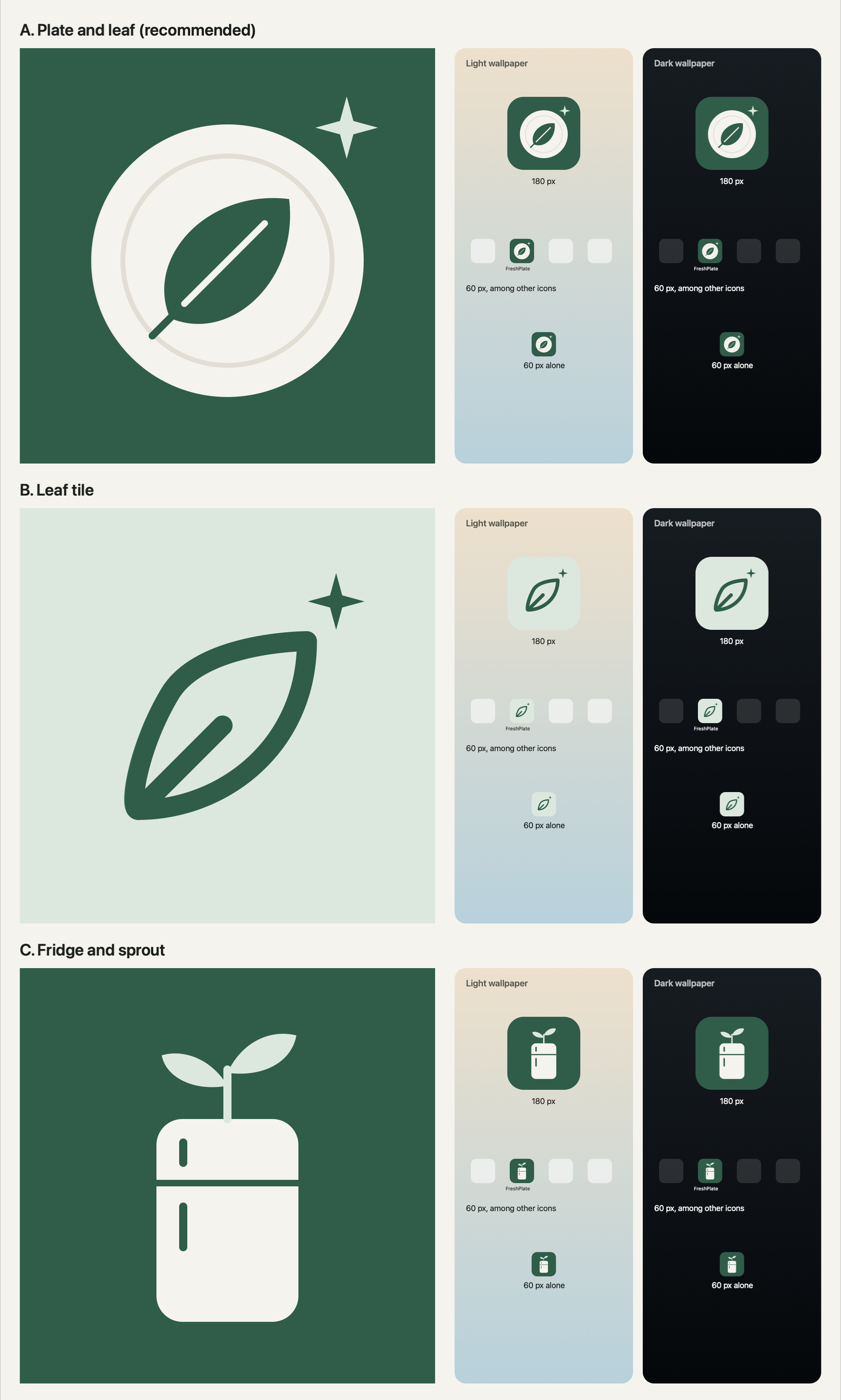 A. Plate and leaf (recommended)
Light wallpaper
180 px
FreshPlate
60 px, among other icons
60 px alone
Dark wallpaper
180 px
FreshPlate
60 px, among other icons
60 px alone
B. Leaf tile
Light wallpaper
180 px
FreshPlate
60 px, among other icons
60 px alone
Dark wallpaper
180 px
FreshPlate
60 px, among other icons
60 px alone
C. Fridge and sprout
Light wallpaper
180 px
FreshPlate
60 px, among other icons
60 px alone
Dark wallpaper
180 px
FreshPlate
60 px, among other icons
60 px alone